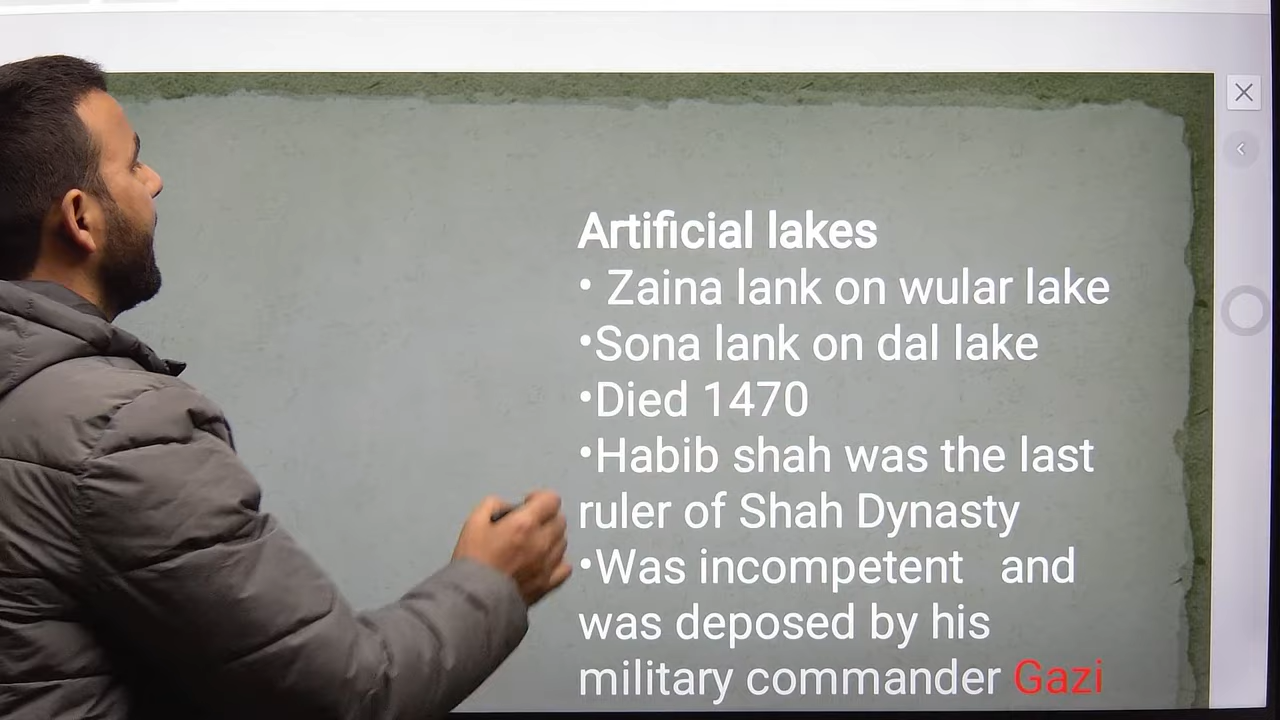 Artificial lakes
• Zaina lank on wular lake
•Sona lank on dal lake
•Died 1470
•Habib shah was the last
ruler of Shah Dynasty
•Was incompetent and
was deposed by his
military commander Gazi